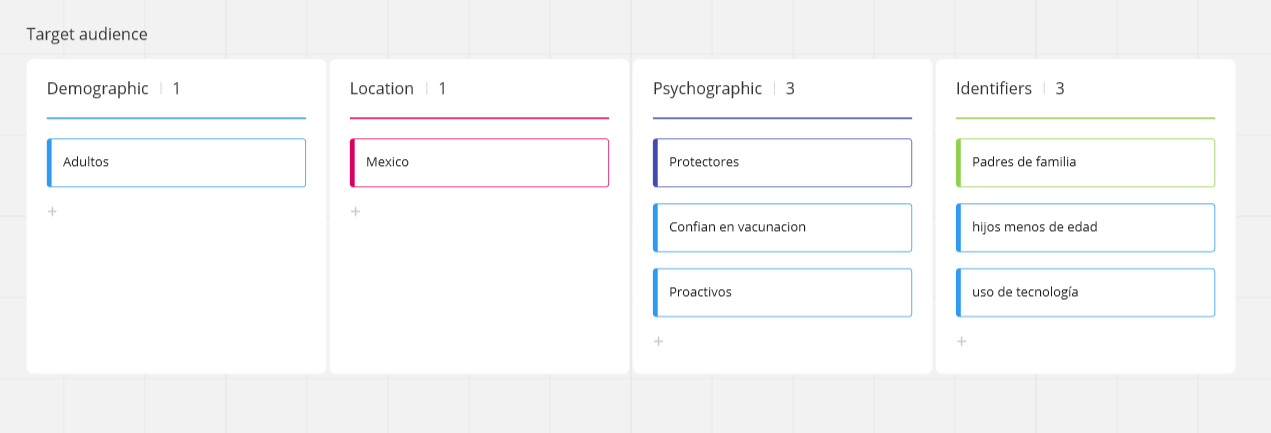 Target audience
Demographic 1
Adultos
+
Location 1
Mexico
+
Psychographic 3
Protectores
Confian en vacunacion
Proactivos
+
Identifiers 3
Padres de familia
hijos menos de edad
uso de tecnología
+